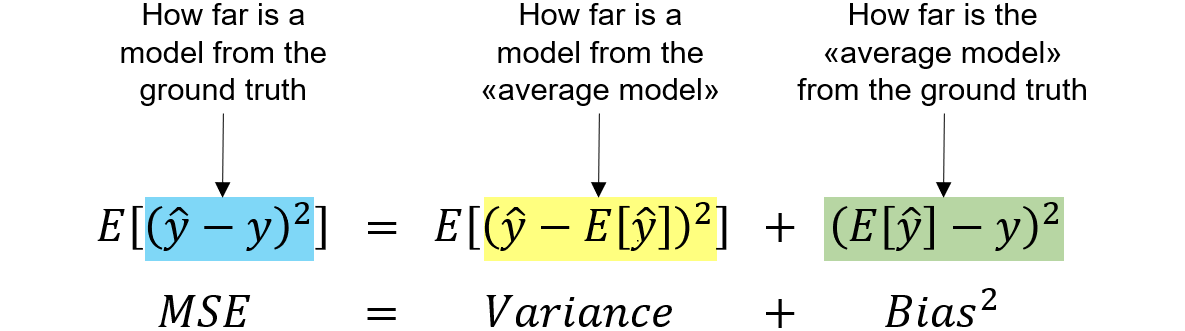 How far is a
model from the
ground truth
How far is a
model from the
«average model»
How far is the
«average model»
from the ground truth
E[(ŷ − y)²] = E[(ŷ − E[ŷ])²] + (E[ŷ] − y)²
MSE = Variance + Bias²